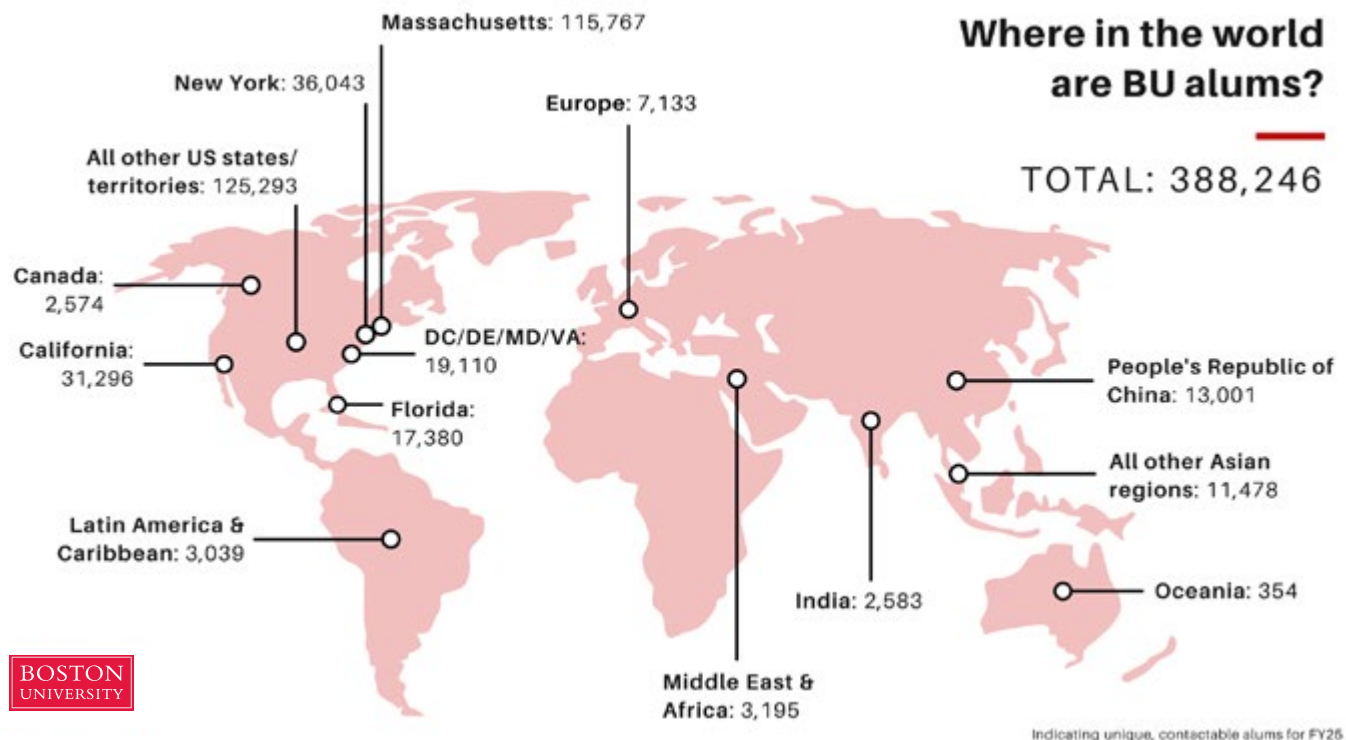 Where in the world
are BU alums?
TOTAL: 388,246
Massachusetts: 115,767
New York: 36,043
Europe: 7,133
All other US states/
territories: 125,293
Canada:
2,574
California:
31,296
DC/DE/MD/VA:
19,110
Florida:
17,380
People's Republic of
China: 13,001
All other Asian
regions: 11,478
Latin America &
Caribbean: 3,039
India: 2,583
Oceania: 354
Middle East &
Africa: 3,195
BOSTON
UNIVERSITY
Indicating unique, contactable alums for FY25